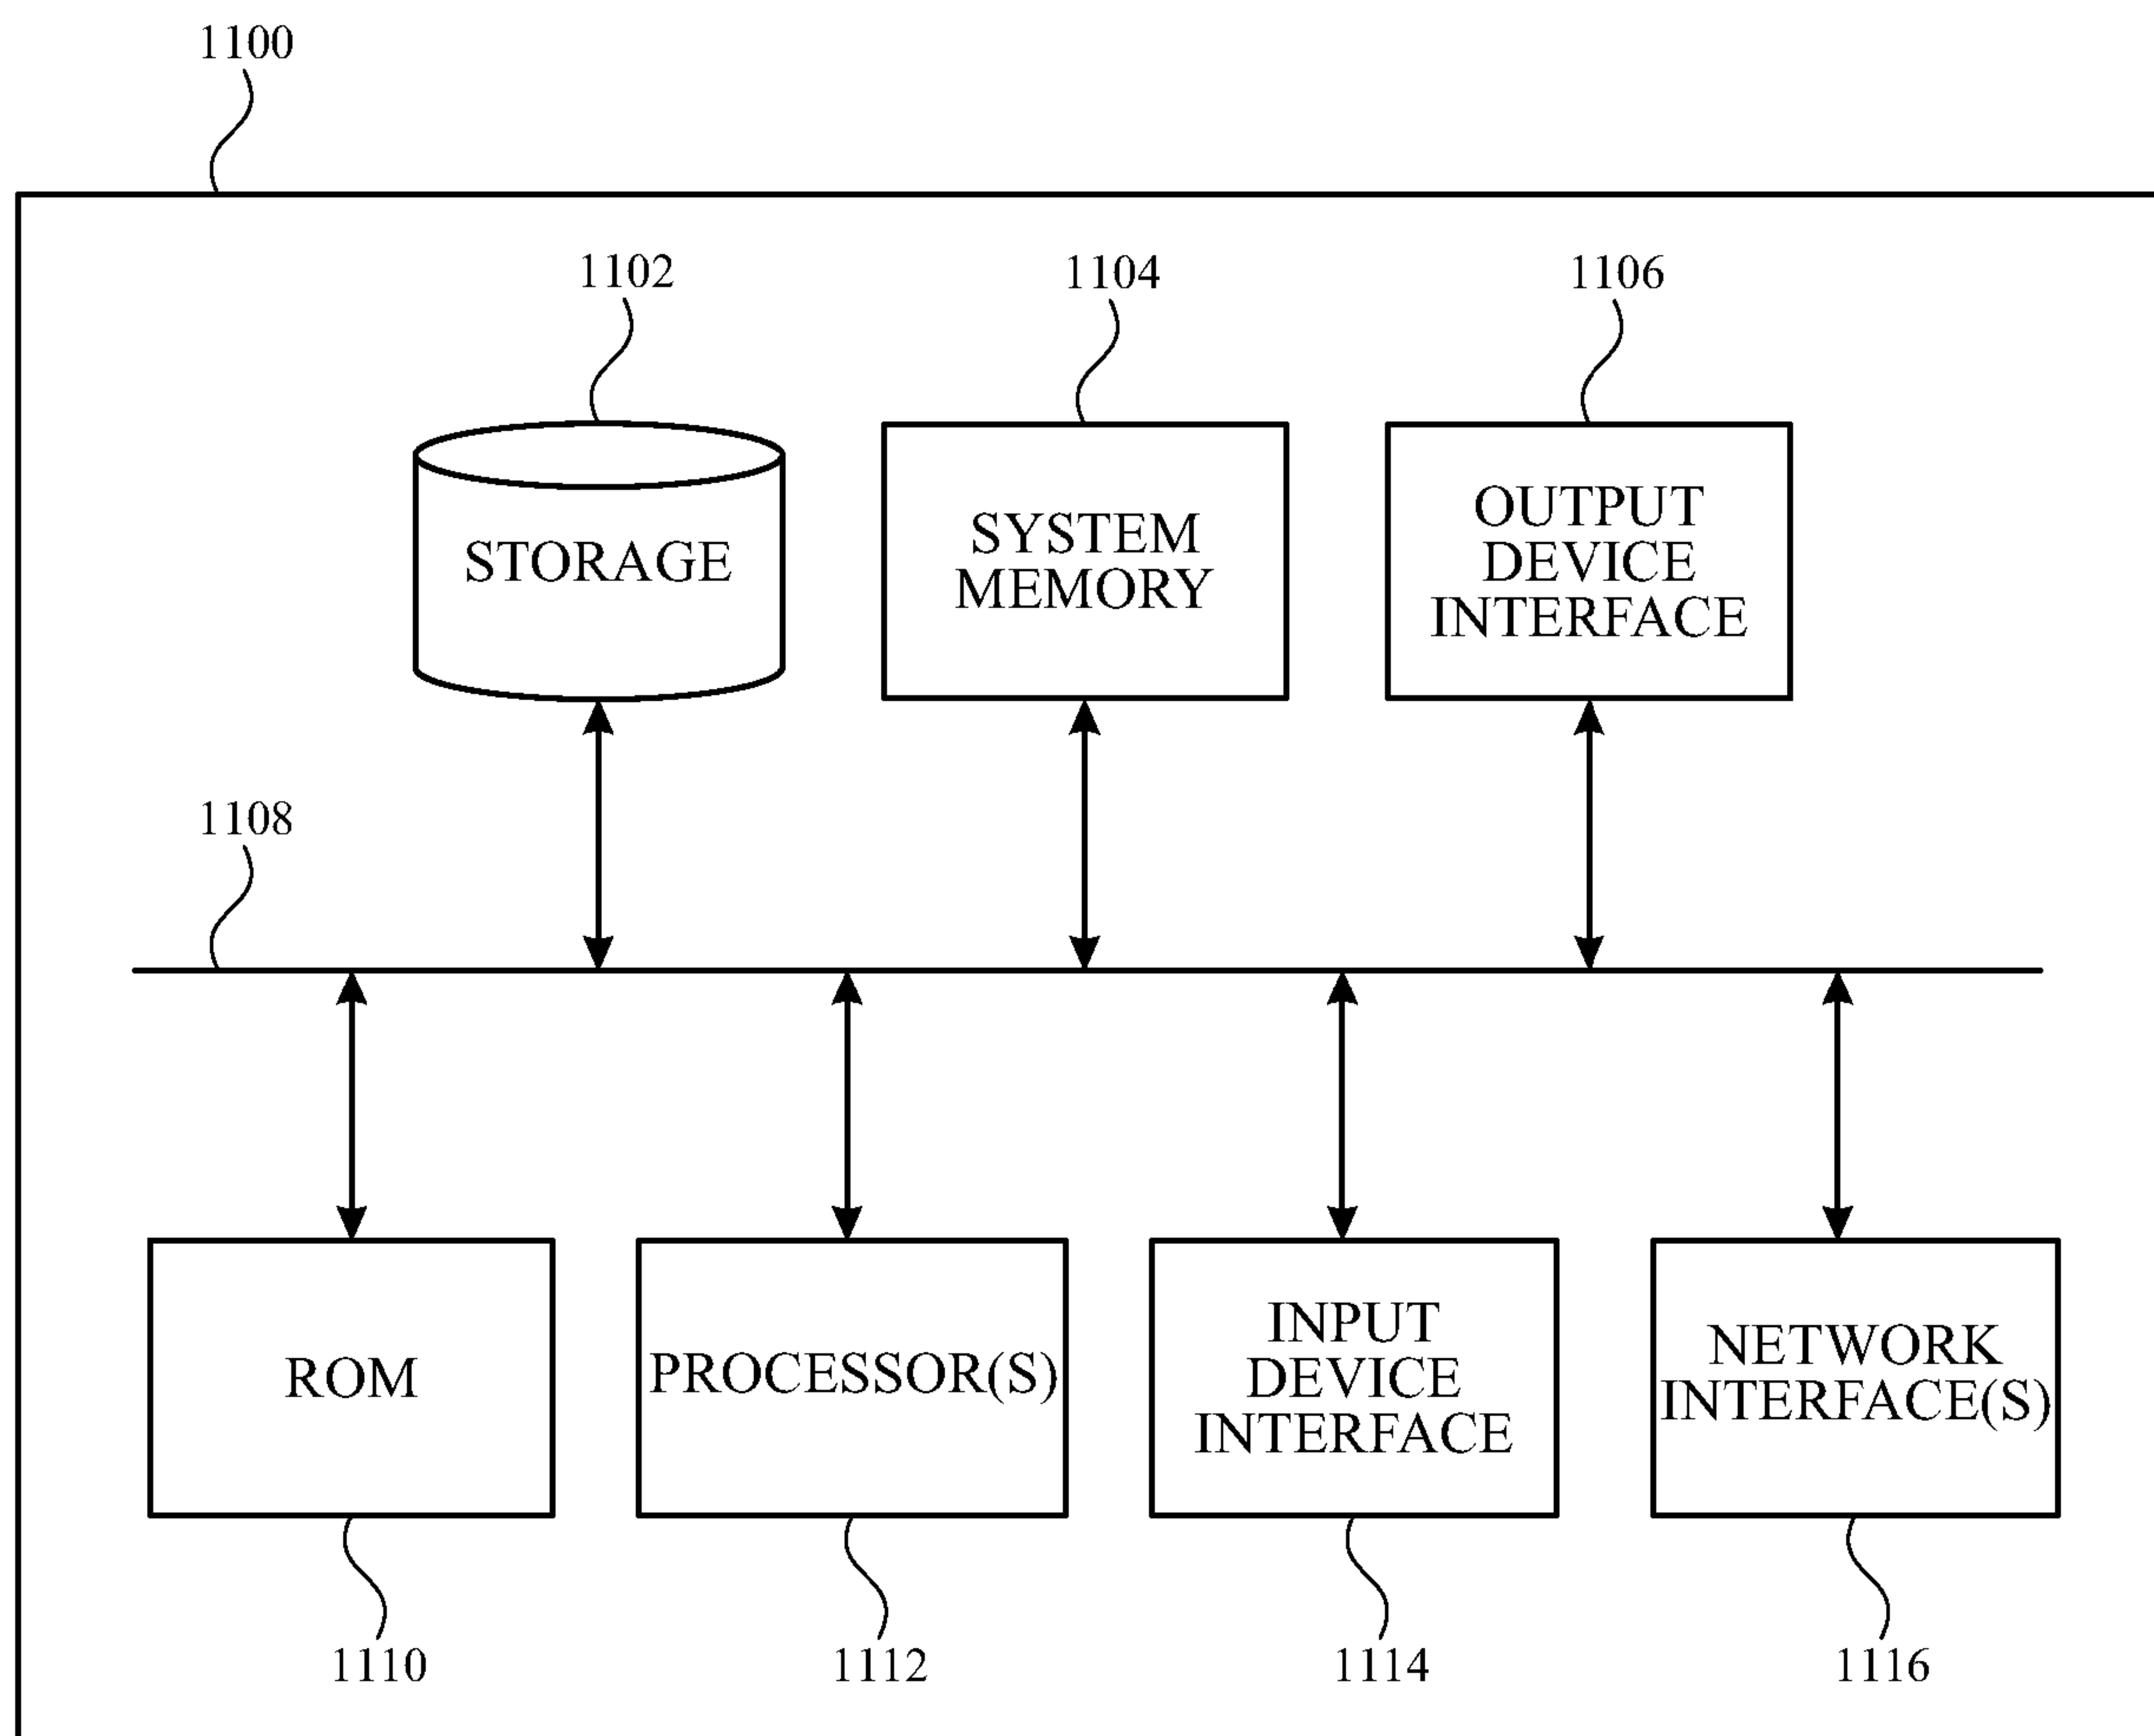 1100
1102
1104
1106
STORAGE
SYSTEM
MEMORY
OUTPUT
DEVICE
INTERFACE
1108
ROM
PROCESSOR(S)
INPUT
DEVICE
INTERFACE
NETWORK
INTERFACE(S)
1110
1112
1114
1116